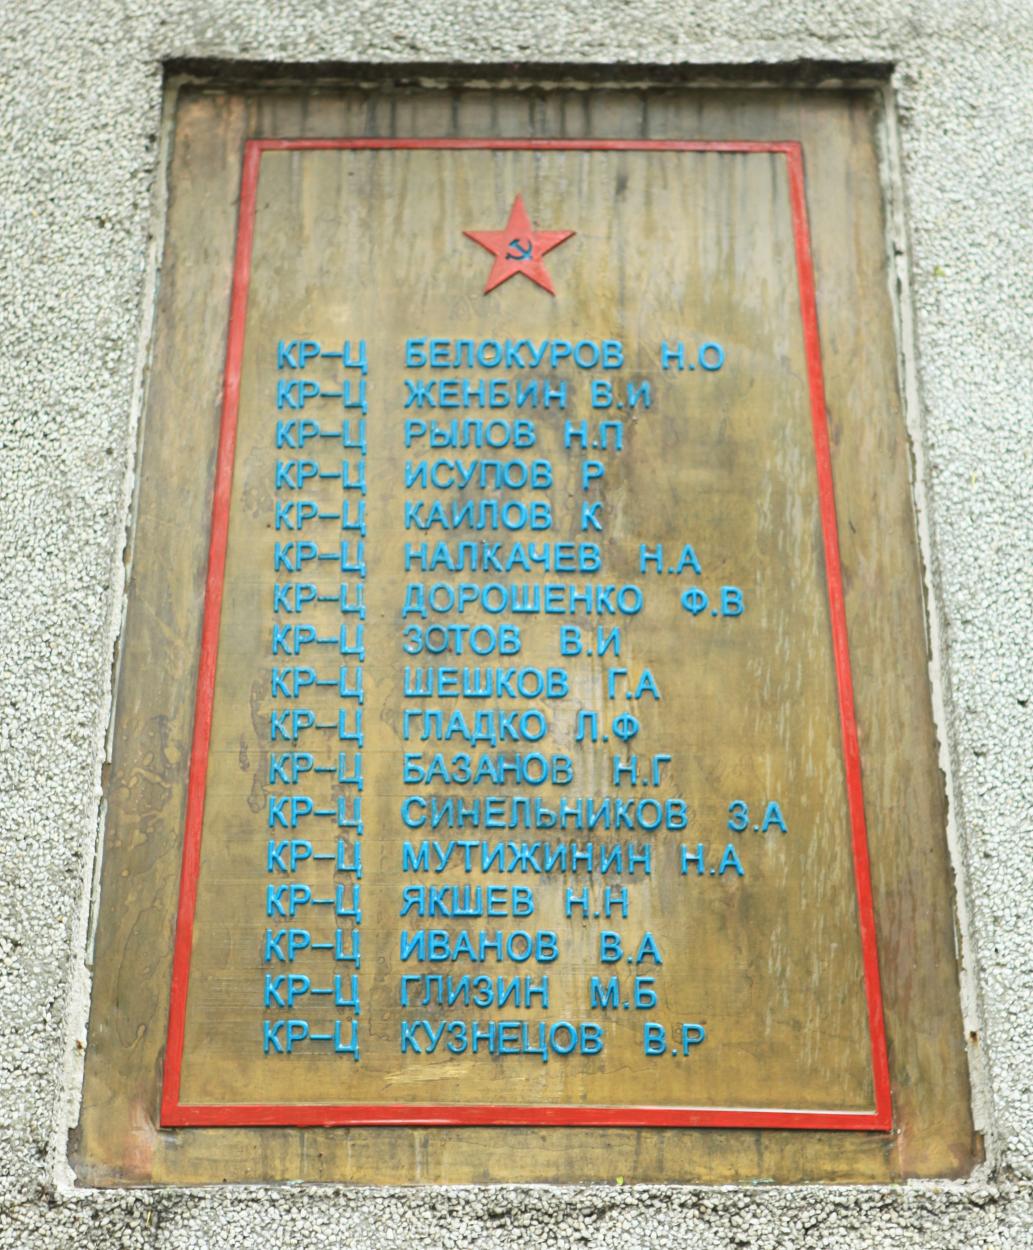 КР–Ц БЕЛОКУРОВ Н.О
КР–Ц ЖЕНБИН В.И
КР–Ц РЫЛОВ Н.П
КР–Ц ИСУПОВ Р
КР–Ц КАИЛОВ К
КР–Ц НАЛКАЧЕВ Н.А
КР–Ц ДОРОШЕНКО Ф.В
КР–Ц ЗОТОВ В.И
КР–Ц ШЕШКОВ Г.А
КР–Ц ГЛАДКО Л.Ф
КР–Ц БАЗАНОВ Н.Г
КР–Ц СИНЕЛЬНИКОВ З.А
КР–Ц МУТИЖИНИН Н.А
КР–Ц ЯКШЕВ Н.Н
КР–Ц ИВАНОВ В.А
КР–Ц ГЛИЗИН М.Б
КР–Ц КУЗНЕЦОВ В.Р